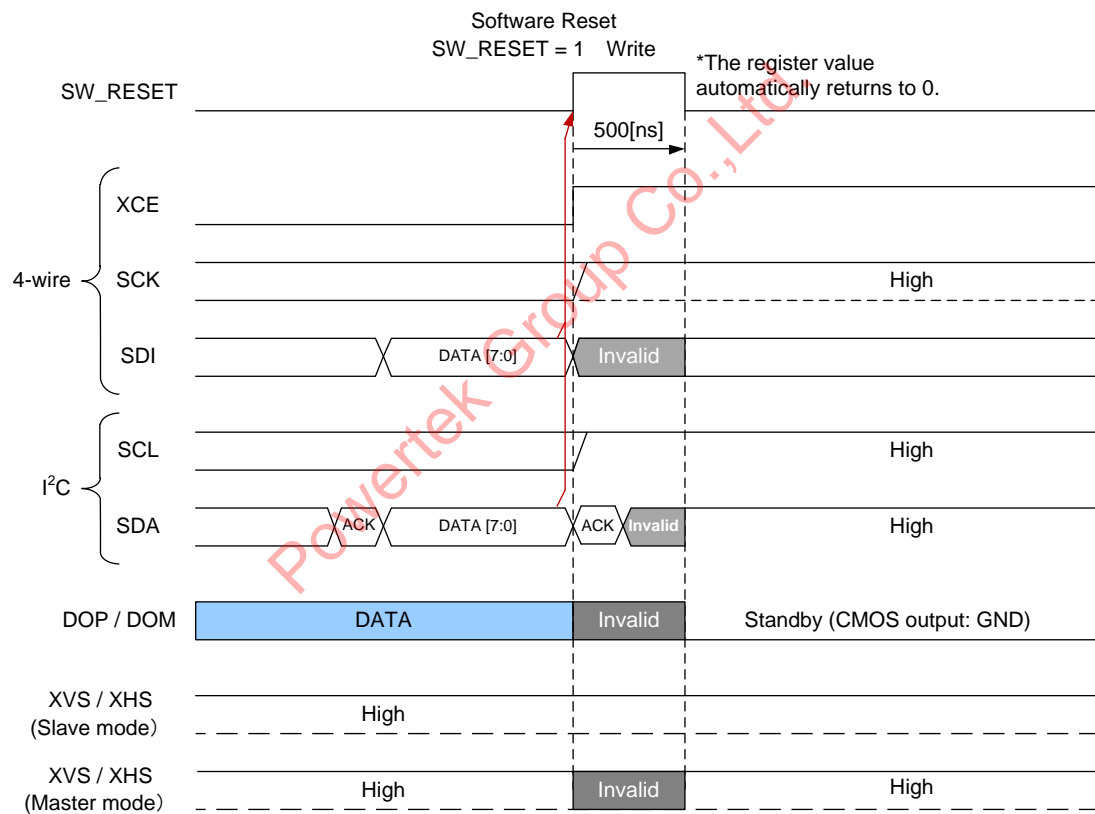 Software Reset
SW_RESET = 1 Write
*The register value
automatically returns to 0.
SW_RESET
500[ns]
XCE
4-wire
SCK
High
SDI
DATA [7:0]
Invalid
SCL
High
I²C
SDA
ACK
DATA [7:0]
ACK
Invalid
High
DOP / DOM
DATA
Invalid
Standby (CMOS output: GND)
XVS / XHS
(Slave mode)
High
XVS / XHS
(Master mode)
High
Invalid
High
Powertek Group Co.,Ltd.